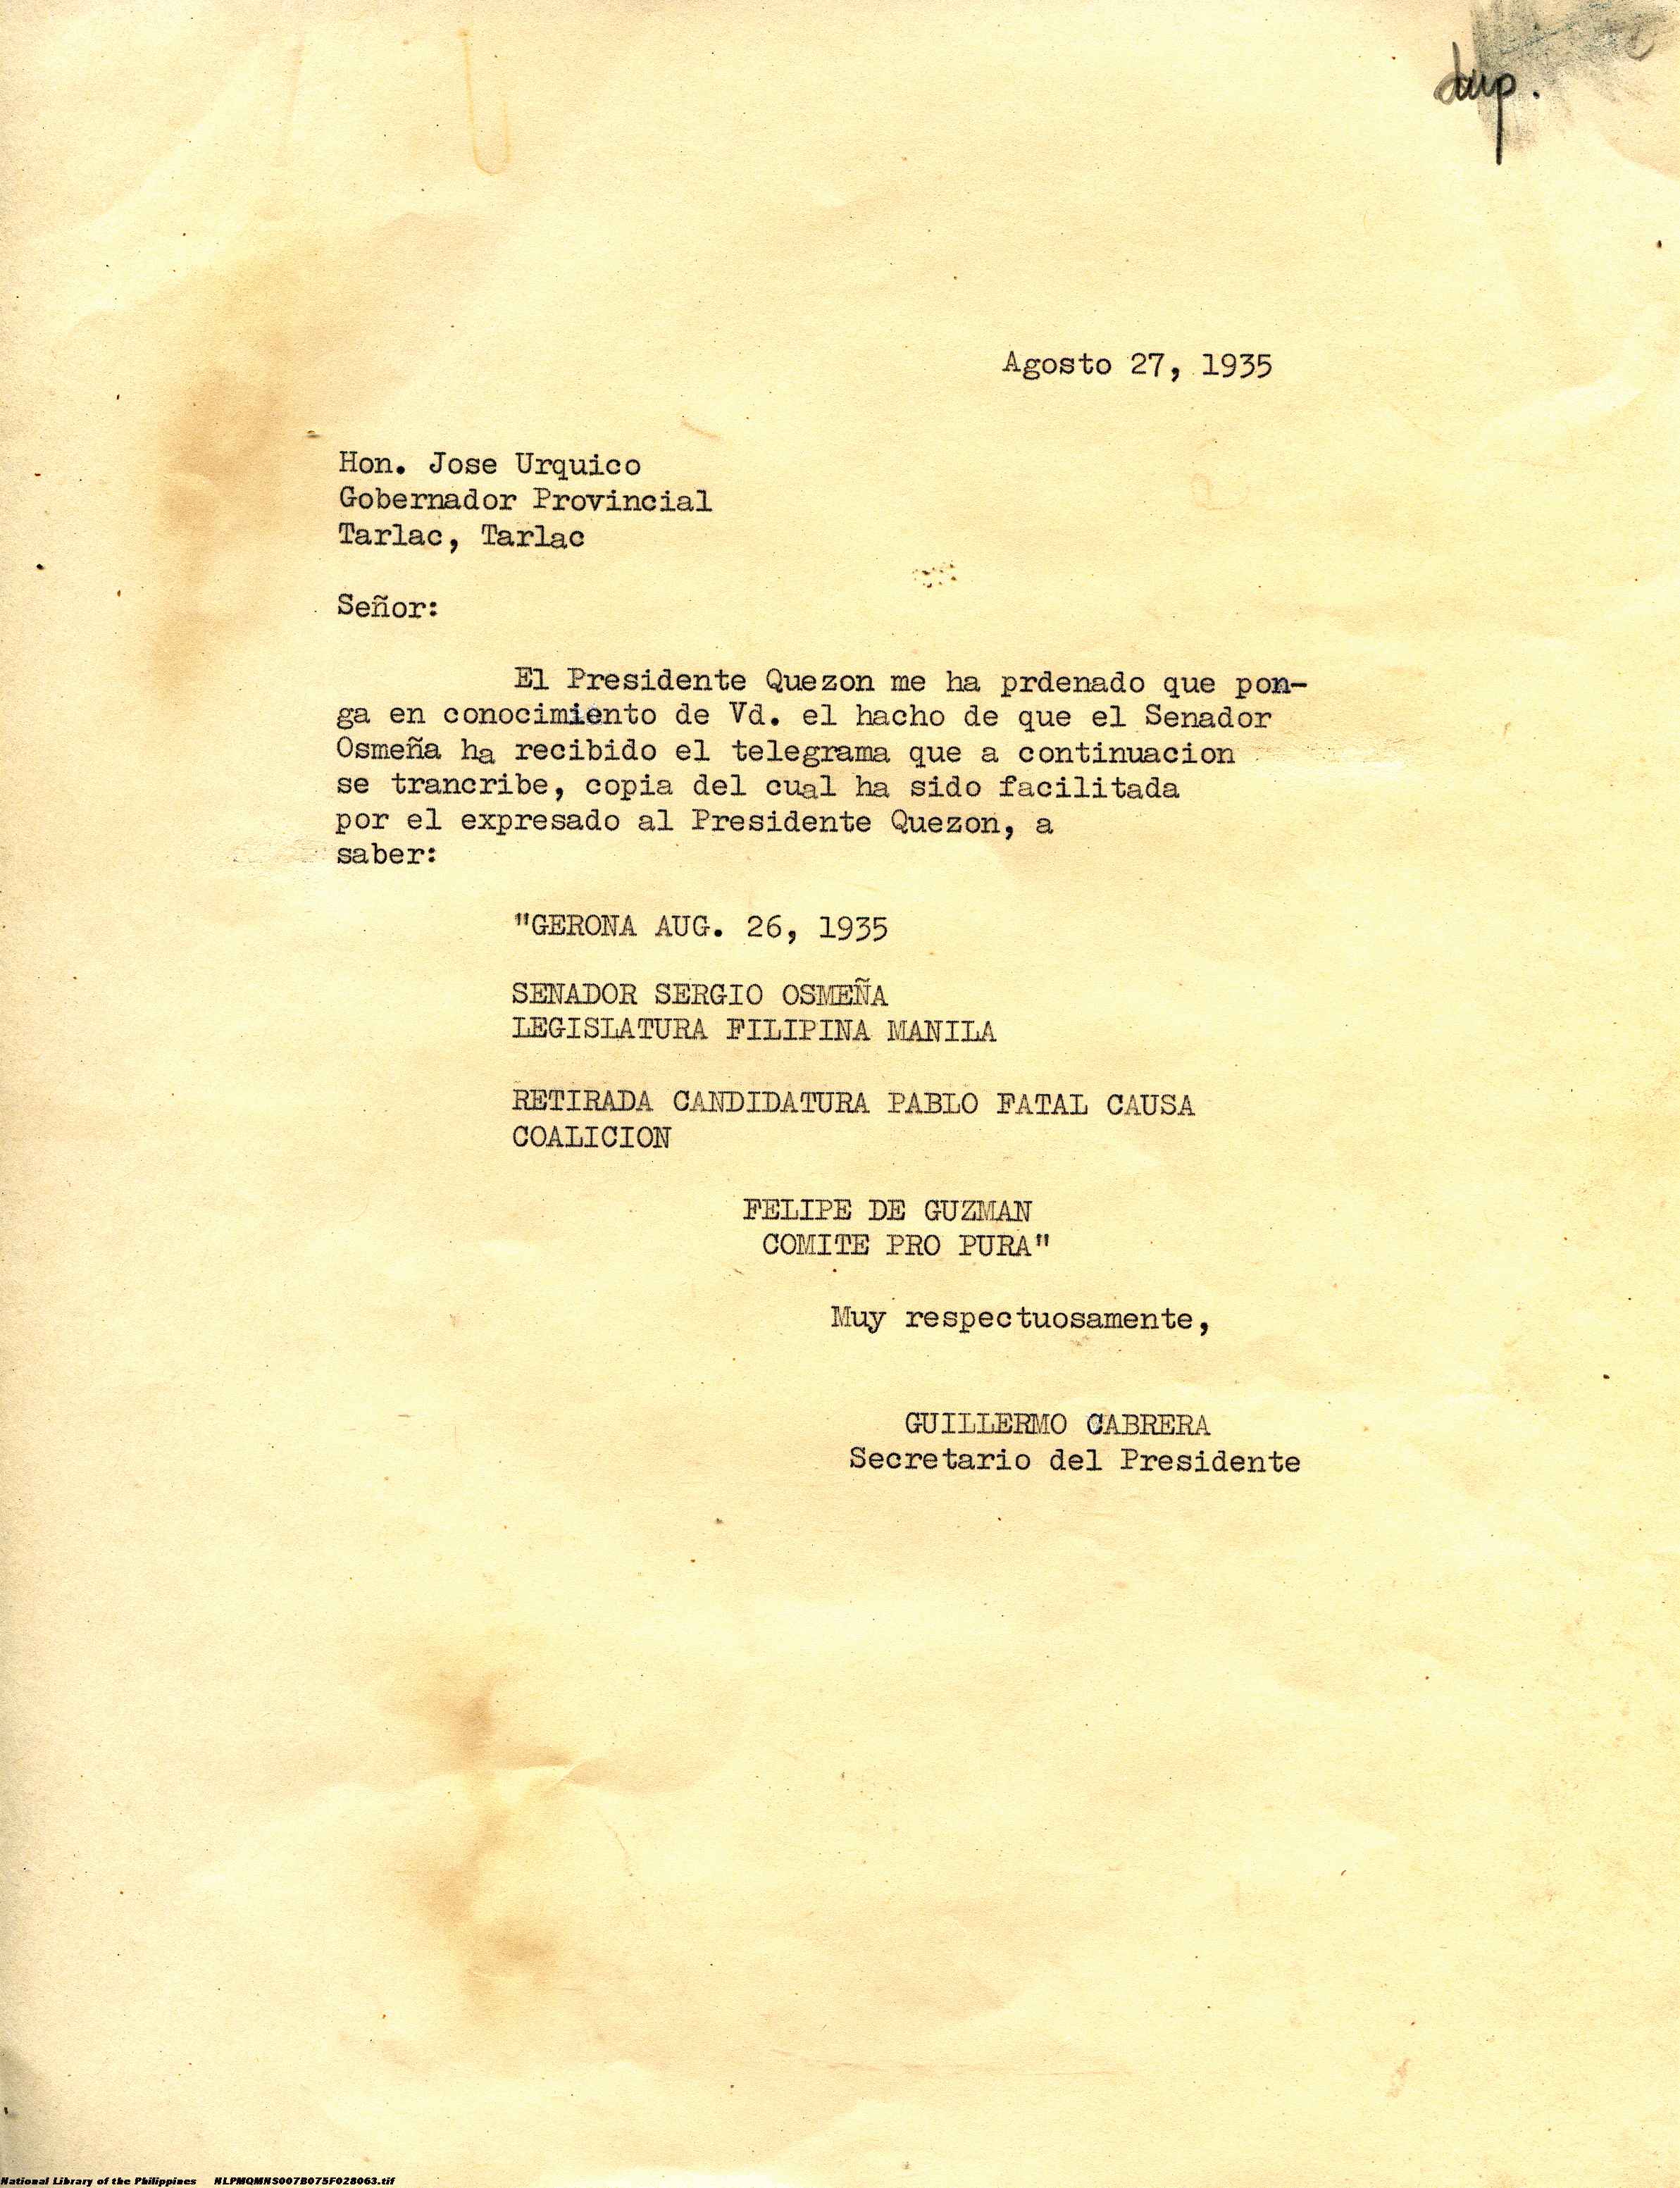 dup.
Agosto 27, 1935
Hon. Jose Urquico
Gobernador Provincial
Tarlac, Tarlac
Señor:
El Presidente Quezon me ha prdenado que pon-
ga en conocimiento de Vd. el hacho de que el Senador
Osmeña ha recibido el telegrama que a continuacion
se trancribe, copia del cual ha sido facilitada
por el expresado al Presidente Quezon, a
saber:
"GERONA AUG. 26, 1935
SENADOR SERGIO OSMEÑA
LEGISLATURA FILIPINA MANILA
RETIRADA CANDIDATURA PABLO FATAL CAUSA
COALICION
FELIPE DE GUZMAN
COMITE PRO PURA"
Muy respectuosamente,
GUILLERMO CABRERA
Secretario del Presidente
National Library of the Philippines NLPMQMNS007B075F028063.tif